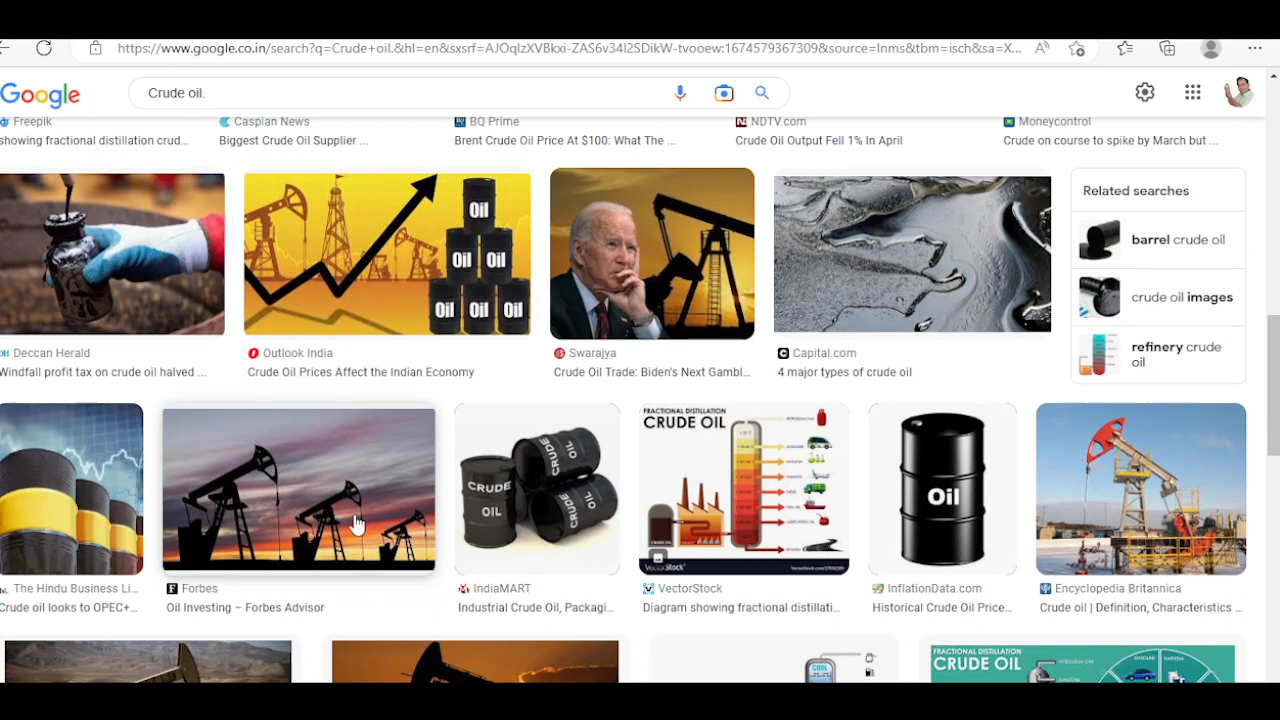 https://www.google.co.in/search?q=Crude+oil.&hl=en&sxsrf=AJOqlzXVBkxi-ZAS6v34l2SDikW-tvooew:1674579367309&source=lnms&tbm=isch&sa=X...
Google
Crude oil.
Freepik
showing fractional distillation crud...
Caspian News
Biggest Crude Oil Supplier ...
BQ Prime
Brent Crude Oil Price At $100: What The ...
NDTV.com
Crude Oil Output Fell 1% In April
Moneycontrol
Crude on course to spike by March but ...
Related searches
barrel crude oil
crude oil images
refinery crude
oil
Oil
Oil Oil
Oil Oil Oil
Deccan Herald
Windfall profit tax on crude oil halved ...
Outlook India
Crude Oil Prices Affect the Indian Economy
Swarajya
Crude Oil Trade: Biden's Next Gambl...
Capital.com
4 major types of crude oil
CRUDE
OIL
CRUDE OIL
CRUDE OIL
FRACTIONAL DISTILLATION
CRUDE OIL
VectorStock
Oil
The Hindu Business Li...
Crude oil looks to OPEC+...
Forbes
Oil Investing – Forbes Advisor
IndiaMART
Industrial Crude Oil, Packagi...
VectorStock
Diagram showing fractional distillati...
InflationData.com
Historical Crude Oil Price...
Encyclopedia Britannica
Crude oil | Definition, Characteristics ...
COOL
FRACTIONAL DISTILLATION
CRUDE OIL
GASOLINE
NAPHTHA